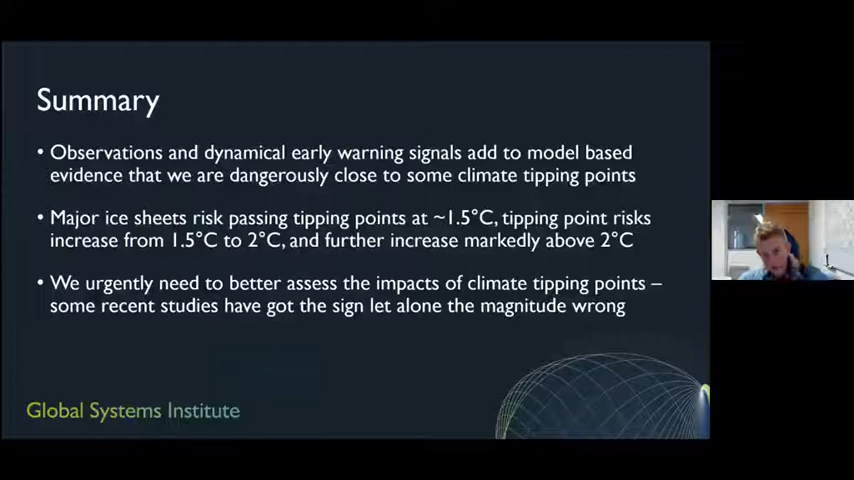 Summary
• Observations and dynamical early warning signals add to model based
evidence that we are dangerously close to some climate tipping points
• Major ice sheets risk passing tipping points at ~1.5°C, tipping point risks
increase from 1.5°C to 2°C, and further increase markedly above 2°C
• We urgently need to better assess the impacts of climate tipping points –
some recent studies have got the sign let alone the magnitude wrong
Global Systems Institute